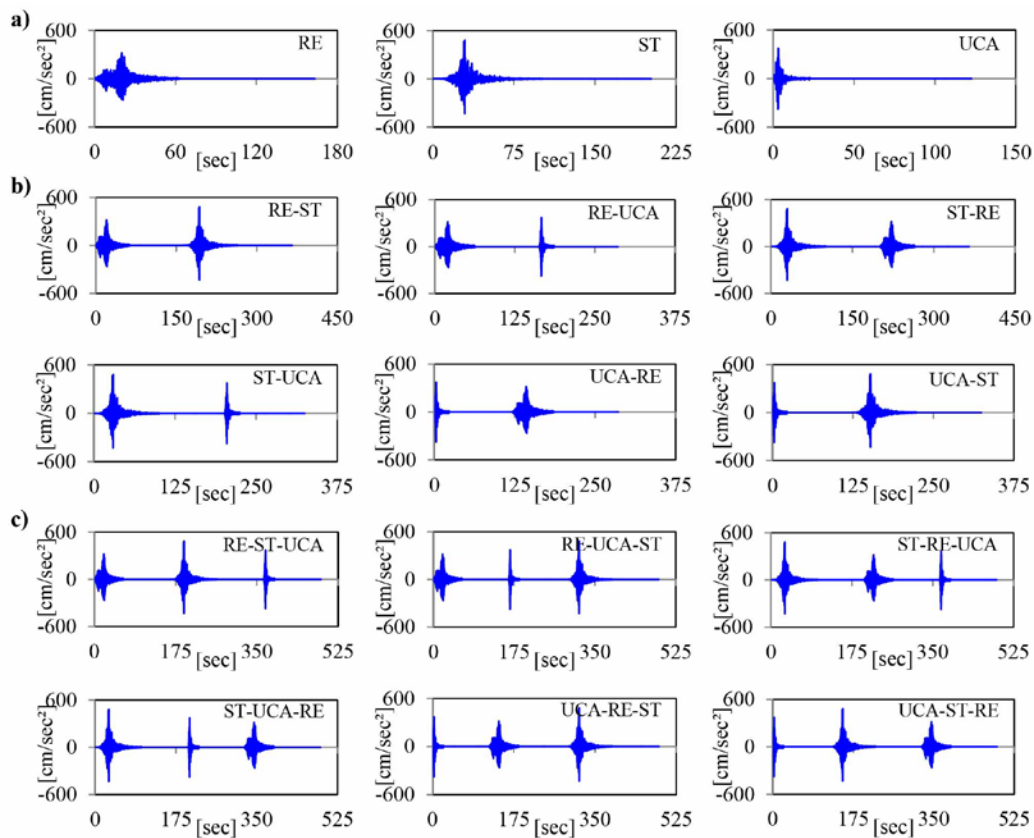 a)
600
0
-600
[cm/sec²]
RE
0 60 120 180
[sec]
600
0
-600
[cm/sec²]
ST
0 75 150 225
[sec]
600
0
-600
[cm/sec²]
UCA
0 50 100 150
[sec]
b)
600
0
-600
[cm/sec²]
RE-ST
0 150 300 450
[sec]
600
0
-600
[cm/sec²]
RE-UCA
0 125 250 375
[sec]
600
0
-600
[cm/sec²]
ST-RE
0 150 300 450
[sec]
600
0
-600
[cm/sec²]
ST-UCA
0 125 250 375
[sec]
600
0
-600
[cm/sec²]
UCA-RE
0 125 250 375
[sec]
600
0
-600
[cm/sec²]
UCA-ST
0 125 250 375
[sec]
c)
600
0
-600
[cm/sec²]
RE-ST-UCA
0 175 350 525
[sec]
600
0
-600
[cm/sec²]
RE-UCA-ST
0 175 350 525
[sec]
600
0
-600
[cm/sec²]
ST-RE-UCA
0 175 350 525
[sec]
600
0
-600
[cm/sec²]
ST-UCA-RE
0 175 350 525
[sec]
600
0
-600
[cm/sec²]
UCA-RE-ST
0 175 350 525
[sec]
600
0
-600
[cm/sec²]
UCA-ST-RE
0 175 350 525
[sec]